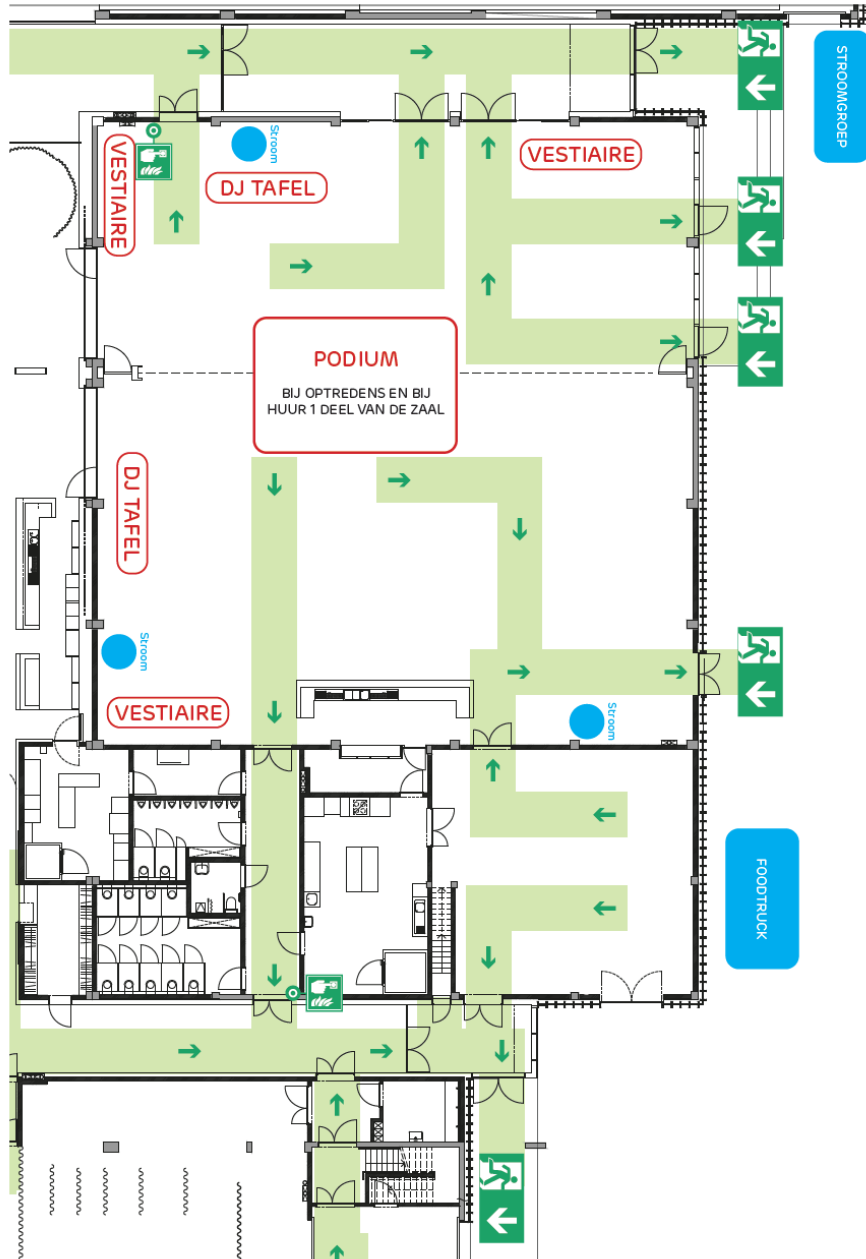 STROOMGROEP
VESTIAIRE
Stroom
DJ TAFEL
VESTIAIRE
PODIUM
BIJ OPTREDENS EN BIJ
HUUR 1 DEEL VAN DE ZAAL
DJ TAFEL
Stroom
VESTIAIRE
Stroom
FOODTRUCK